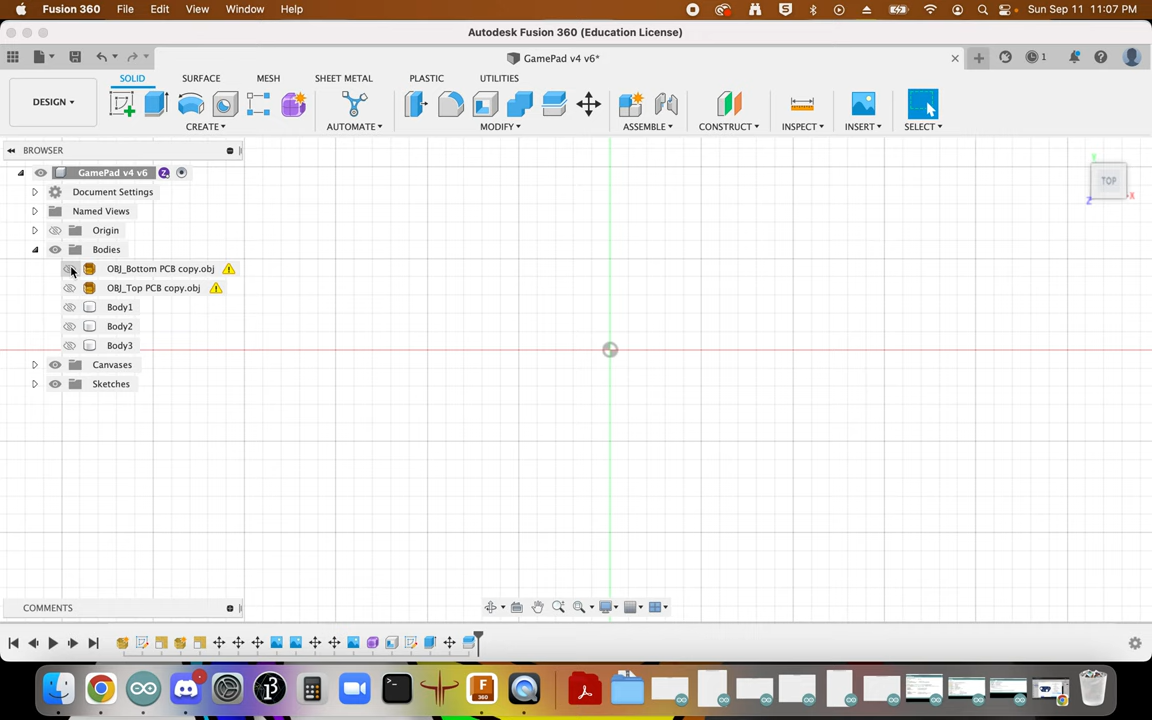 Fusion 360 File Edit View Window Help Sun Sep 11 11:07 PM
Autodesk Fusion 360 (Education License)
GamePad v4 v6* 1
SOLID SURFACE MESH SHEET METAL PLASTIC UTILITIES
DESIGN
CREATE AUTOMATE MODIFY ASSEMBLE CONSTRUCT INSPECT INSERT SELECT
BROWSER
GamePad v4 v6
Document Settings
Named Views
Origin
Bodies
OBJ_Bottom PCB copy.obj
OBJ_Top PCB copy.obj
Body1
Body2
Body3
Canvases
Sketches
TOP
X
Z
COMMENTS